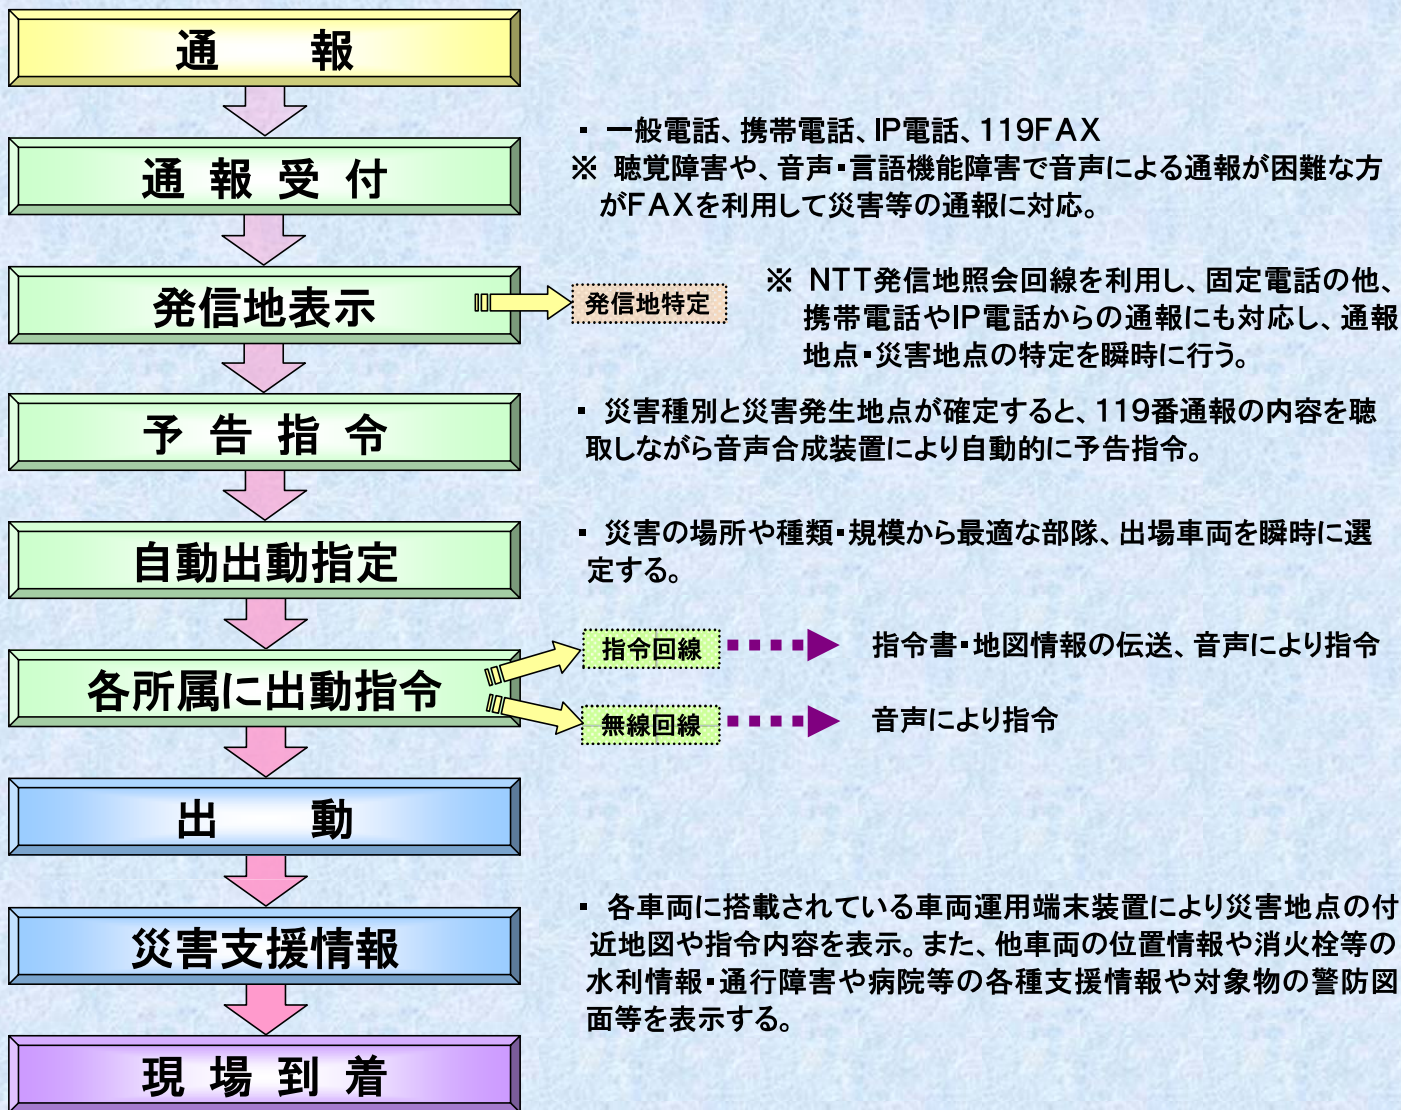 通　報
通報受付
・ 一般電話、携帯電話、IP電話、119FAX
※ 聴覚障害や、音声・言語機能障害で音声による通報が困難な方
がFAXを利用して災害等の通報に対応。
発信地表示
発信地特定
※ NTT発信地照会回線を利用し、固定電話の他、
携帯電話やIP電話からの通報にも対応し、通報
地点・災害地点の特定を瞬時に行う。
予告指令
・ 災害種別と災害発生地点が確定すると、119番通報の内容を聴
取しながら音声合成装置により自動的に予告指令。
自動出動指定
・ 災害の場所や種類・規模から最適な部隊、出場車両を瞬時に選
定する。
各所属に出動指令
指令回線
指令書・地図情報の伝送、音声により指令
無線回線
音声により指令
出　動
災害支援情報
・ 各車両に搭載されている車両運用端末装置により災害地点の付
近地図や指令内容を表示。また、他車両の位置情報や消火栓等の
水利情報・通行障害や病院等の各種支援情報や対象物の警防図
面等を表示する。
現場到着